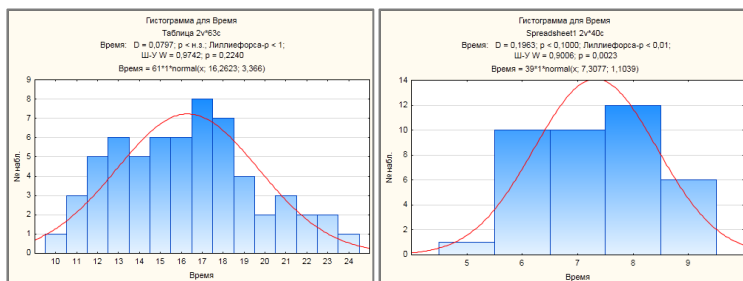 Гистограмма для Время
Таблица 2v*63c
Время: D = 0,0797; p < н.з.; Лиллиефорса-p < 1;
Ш-У W = 0,9742; p = 0,2240
Время = 61*1*normal(x; 16,2623; 3,366)
№ набл.
9
8
7
6
5
4
3
2
1
0
10 11 12 13 14 15 16 17 18 19 20 21 22 23 24
Время
Гистограмма для Время
Spreadsheet1 2v*40c
Время: D = 0,1963; p < 0,1000; Лиллиефорса-p < 0,01;
Ш-У W = 0,9006; p = 0,0023
Время = 39*1*normal(x; 7,3077; 1,1039)
№ набл.
14
12
10
8
6
4
2
0
5 6 7 8 9
Время